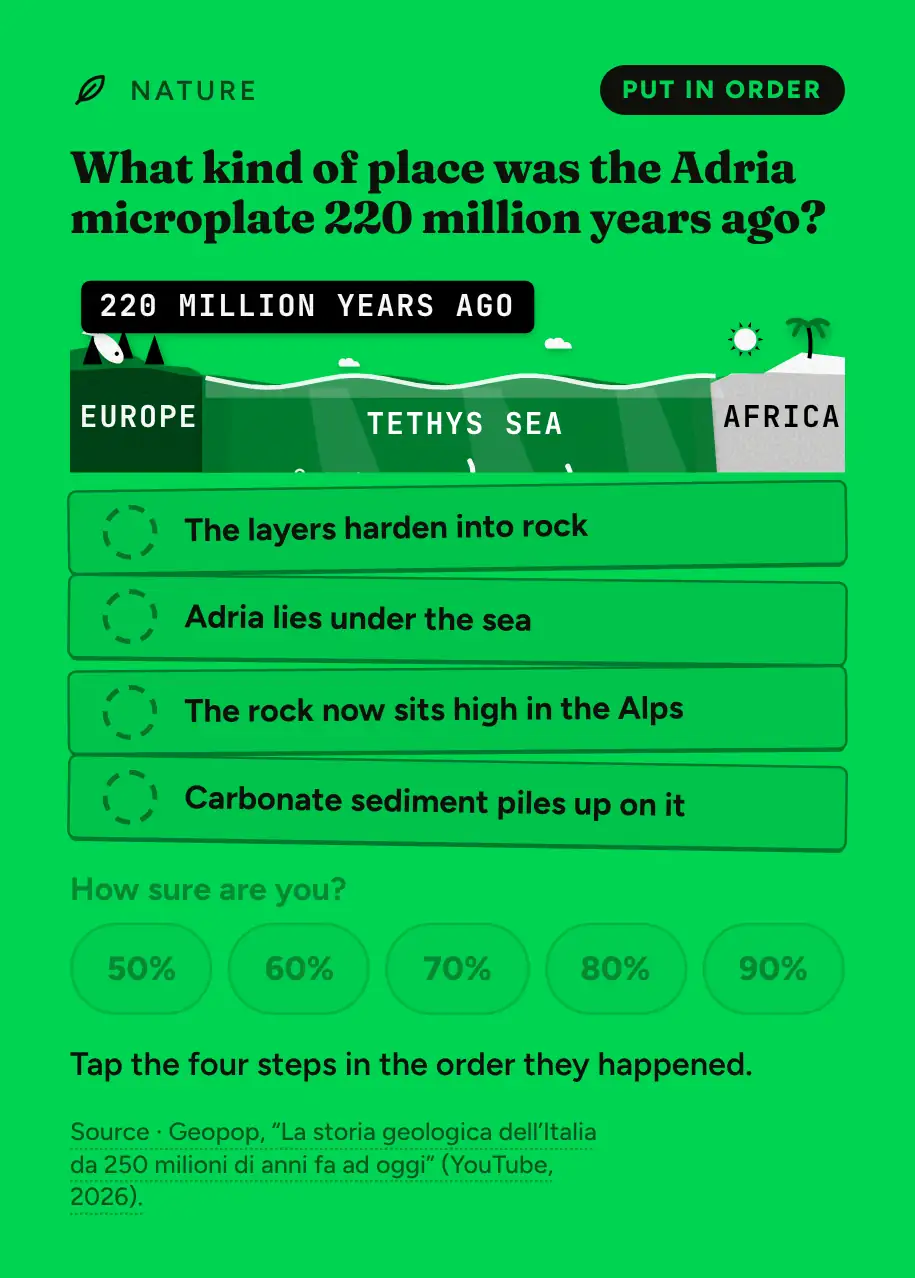 NATURE
PUT IN ORDER
What kind of place was the Adria
microplate 220 million years ago?
220 MILLION YEARS AGO
EUROPE
TETHYS SEA
AFRICA
The layers harden into rock
Adria lies under the sea
The rock now sits high in the Alps
Carbonate sediment piles up on it
How sure are you?
50%
60%
70%
80%
90%
Tap the four steps in the order they happened.
Source · Geopop, “La storia geologica dell’Italia
da 250 milioni di anni fa ad oggi” (YouTube,
2026).